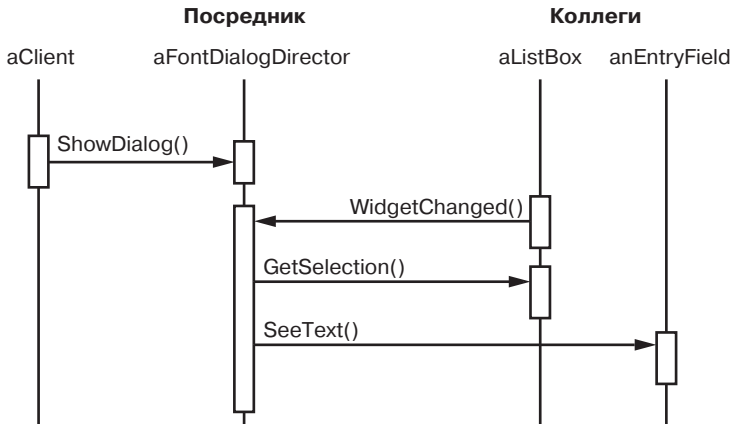 Посредник Коллеги
aClient aFontDialogDirector aListBox anEntryField
ShowDialog()
WidgetChanged()
GetSelection()
SeeText()